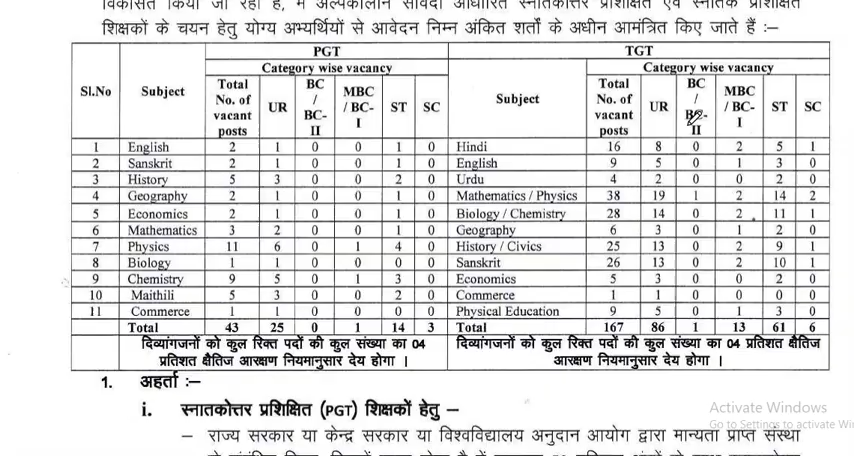 विकसित किया जा रहा है, में अल्पकालीन संविदा आधारित स्नातकोत्तर प्रशिक्षित एवं स्नातक प्रशिक्षित
शिक्षकों के चयन हेतु योग्य अभ्यर्थियों से आवेदन निम्न अंकित शर्तों के अधीन आमंत्रित किए जाते हैं :–
PGT TGT
Category wise vacancy Category wise vacancy
Sl.No Subject Total No. of vacant posts UR BC / BC-II MBC / BC-I ST SC Subject Total No. of vacant posts UR BC / BC-II MBC / BC-I ST SC
1 English 2 1 0 0 1 0 Hindi 16 8 0 2 5 1
2 Sanskrit 2 1 0 0 1 0 English 9 5 0 1 3 0
3 History 5 3 0 0 2 0 Urdu 4 2 0 0 2 0
4 Geography 2 1 0 0 1 0 Mathematics / Physics 38 19 1 2 14 2
5 Economics 2 1 0 0 1 0 Biology / Chemistry 28 14 0 2 11 1
6 Mathematics 3 2 0 0 1 0 Geography 6 3 0 1 2 0
7 Physics 11 6 0 1 4 0 History / Civics 25 13 0 2 9 1
8 Biology 1 1 0 0 0 0 Sanskrit 26 13 0 2 10 1
9 Chemistry 9 5 0 1 3 0 Economics 5 3 0 0 2 0
10 Maithili 5 3 0 0 2 0 Commerce 1 1 0 0 0 0
11 Commerce 1 1 0 0 0 0 Physical Education 9 5 0 1 3 0
Total 43 25 0 1 14 3 Total 167 86 1 13 61 6
दिव्यांगजनों को कुल रिक्त पदों की कुल संख्या का 04 दिव्यांगजनों को कुल रिक्त पदों की कुल संख्या का 04 प्रतिशत क्षैतिज
प्रतिशत क्षैतिज आरक्षण नियमानुसार देय होगा । आरक्षण नियमानुसार देय होगा ।
1. अहर्ता :–
i. स्नातकोत्तर प्रशिक्षित (PGT) शिक्षकों हेतु –
Activate Windows
Go to Settings to activate Wi
– राज्य सरकार या केन्द्र सरकार या विश्वविद्यालय अनुदान आयोग द्वारा मान्यता प्राप्त संस्था